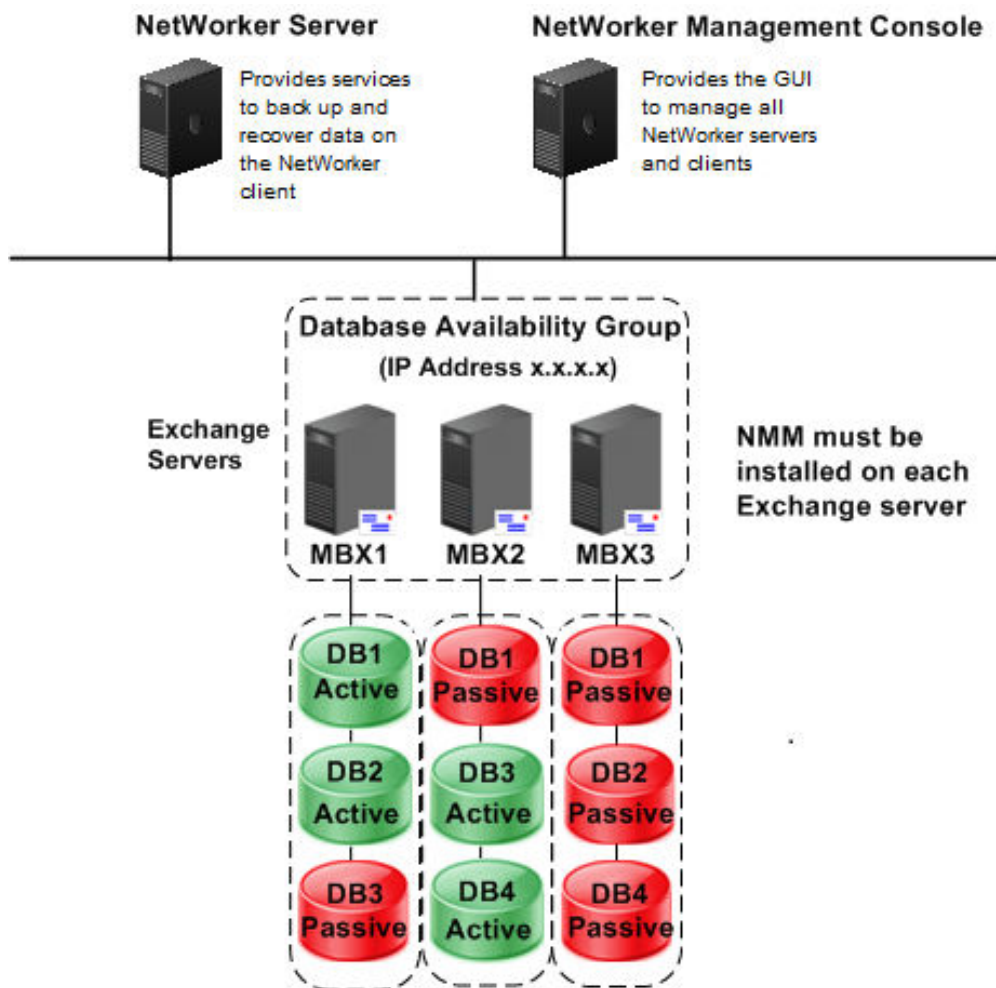 NetWorker Server
Provides services
to back up and
recover data on
the NetWorker
client
NetWorker Management Console
Provides the GUI
to manage all
NetWorker servers
and clients
Database Availability Group
(IP Address x.x.x.x)
Exchange
Servers
MBX1
MBX2
MBX3
NMM must be
installed on each
Exchange server
DB1
Active
DB2
Active
DB3
Passive
DB1
Passive
DB3
Active
DB4
Active
DB1
Passive
DB2
Passive
DB4
Passive